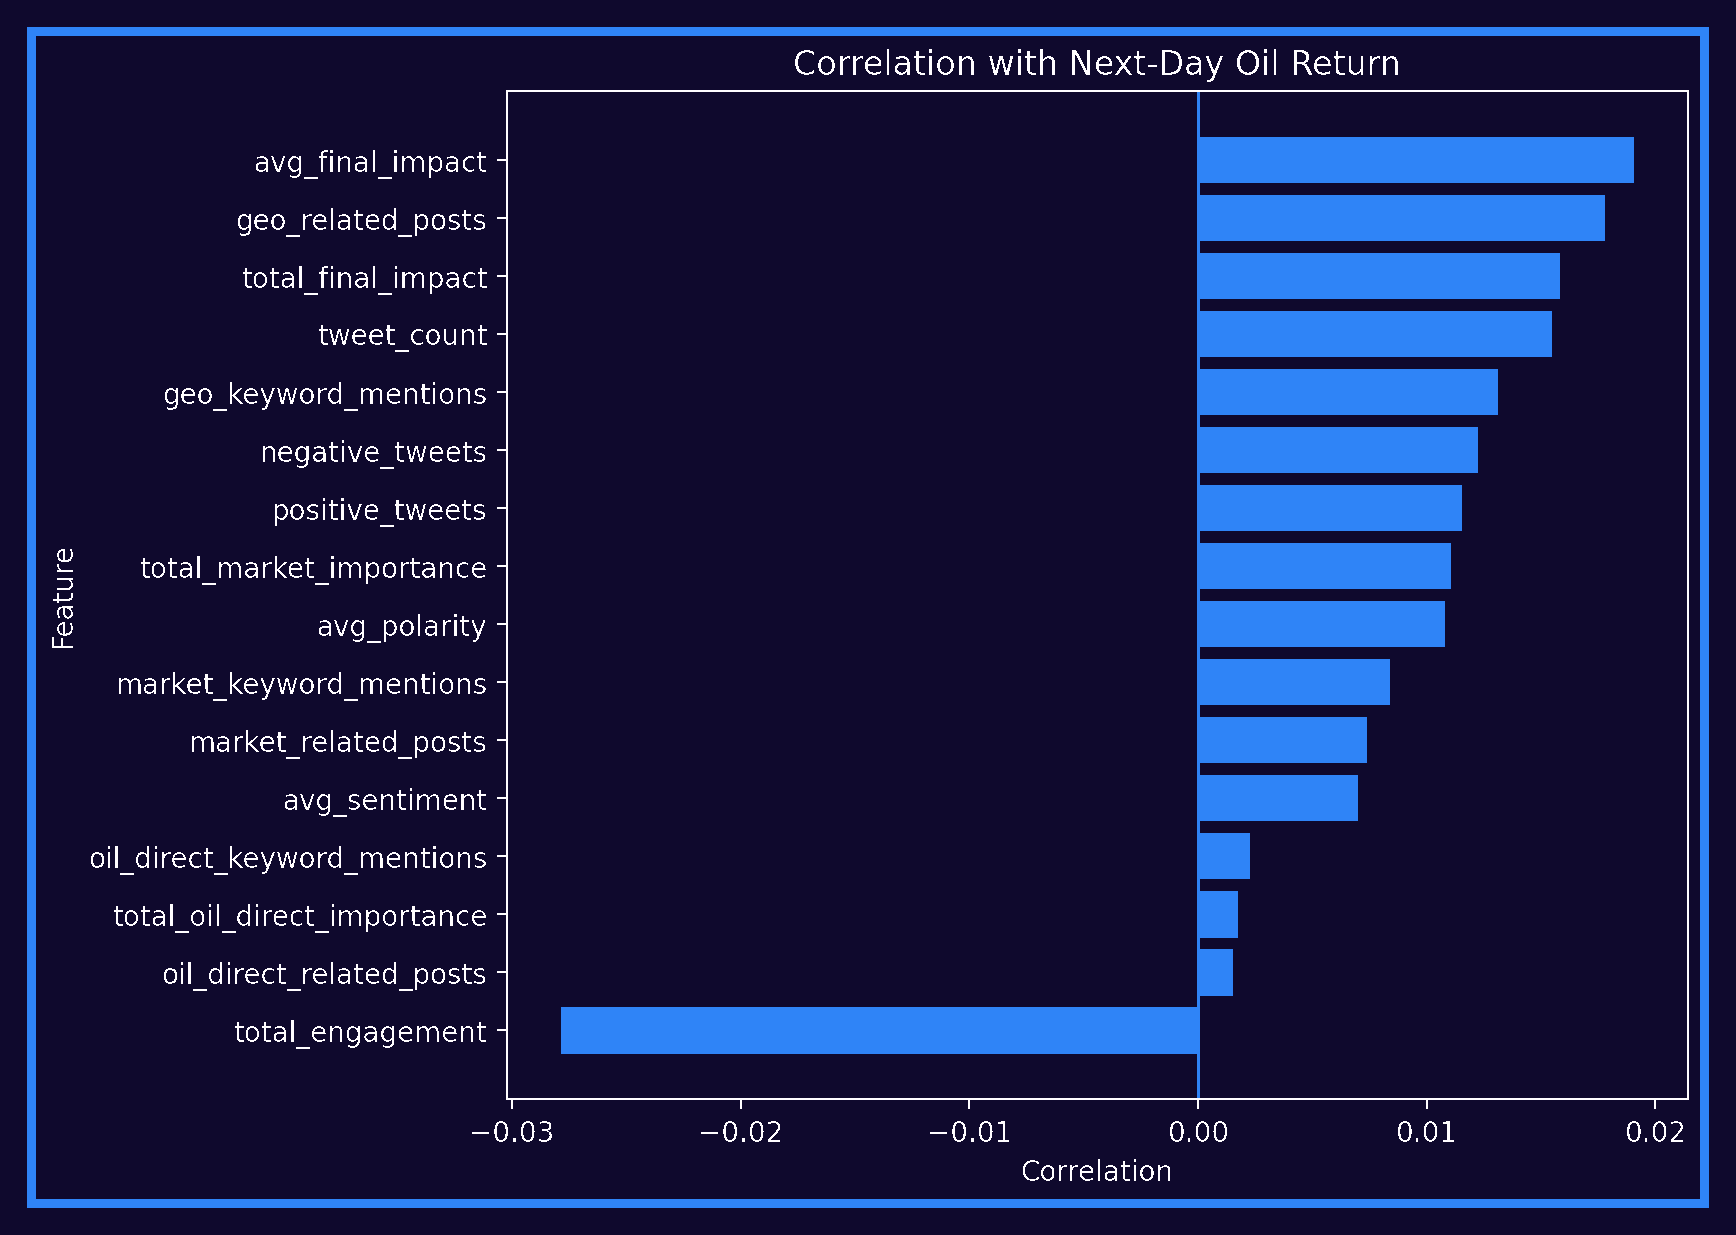 Correlation with Next-Day Oil Return
Feature
avg_final_impact
geo_related_posts
total_final_impact
tweet_count
geo_keyword_mentions
negative_tweets
positive_tweets
total_market_importance
avg_polarity
market_keyword_mentions
market_related_posts
avg_sentiment
oil_direct_keyword_mentions
total_oil_direct_importance
oil_direct_related_posts
total_engagement
−0.03 −0.02 −0.01 0.00 0.01 0.02
Correlation